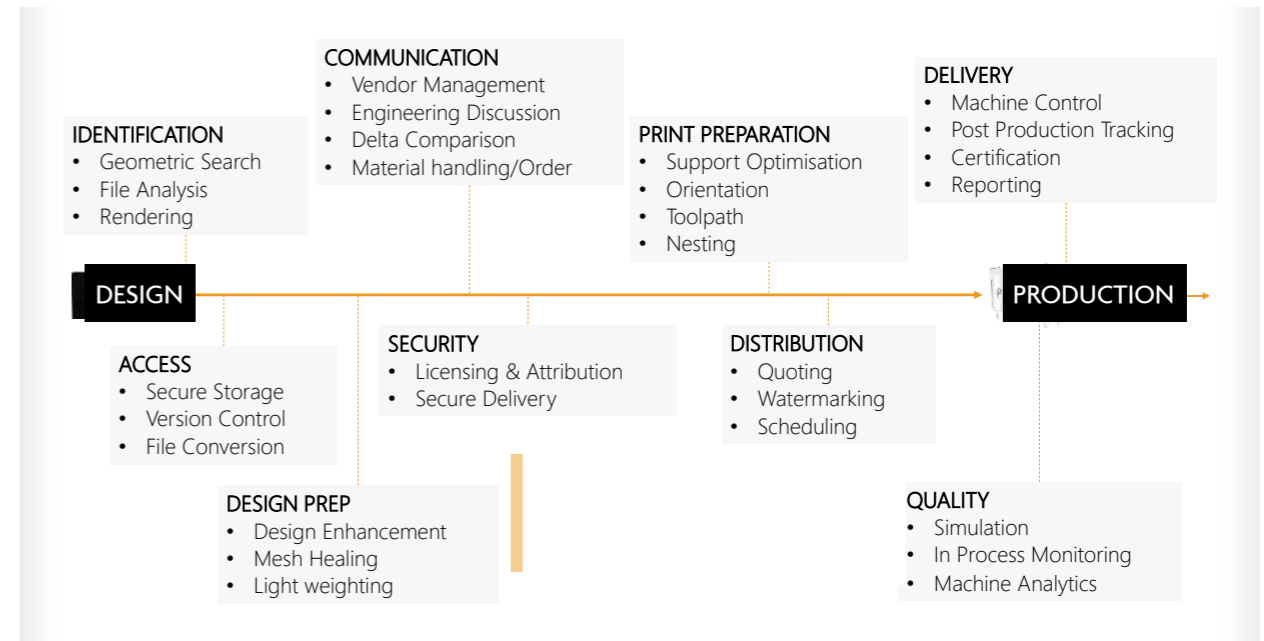 COMMUNICATION
• Vendor Management
• Engineering Discussion
• Delta Comparison
• Material handling/Order
DELIVERY
• Machine Control
• Post Production Tracking
• Certification
• Reporting
IDENTIFICATION
• Geometric Search
• File Analysis
• Rendering
PRINT PREPARATION
• Support Optimisation
• Orientation
• Toolpath
• Nesting
DESIGN
PRODUCTION
ACCESS
• Secure Storage
• Version Control
• File Conversion
SECURITY
• Licensing & Attribution
• Secure Delivery
DISTRIBUTION
• Quoting
• Watermarking
• Scheduling
DESIGN PREP
• Design Enhancement
• Mesh Healing
• Light weighting
QUALITY
• Simulation
• In Process Monitoring
• Machine Analytics